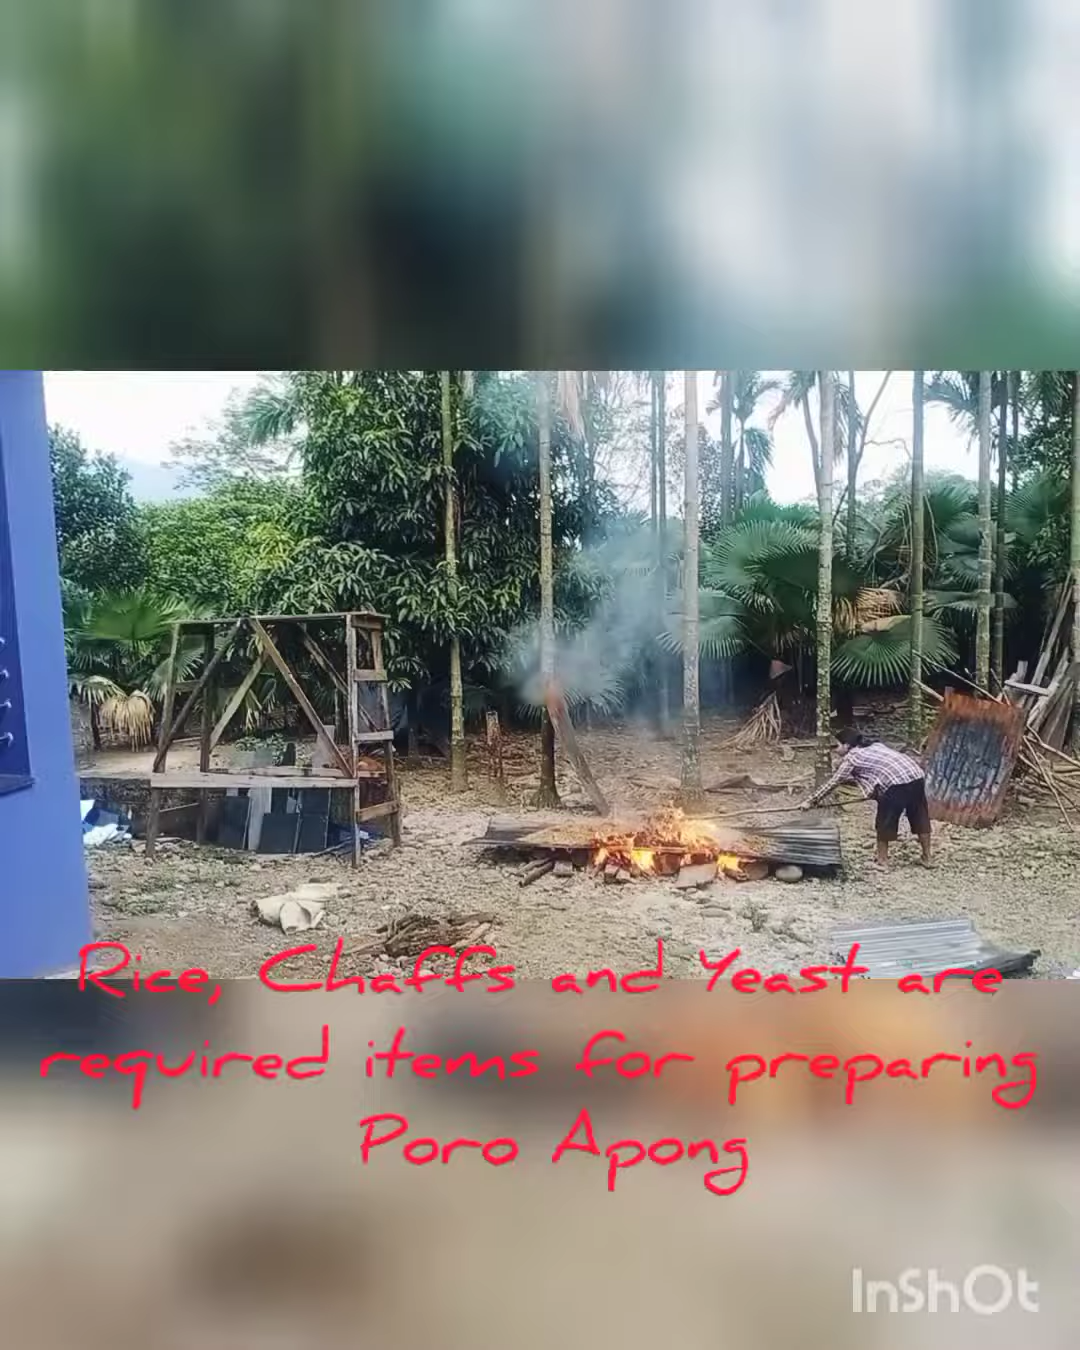 Rice, Chaffs and Yeast are
required items for preparing
Poro Apong
InShOt